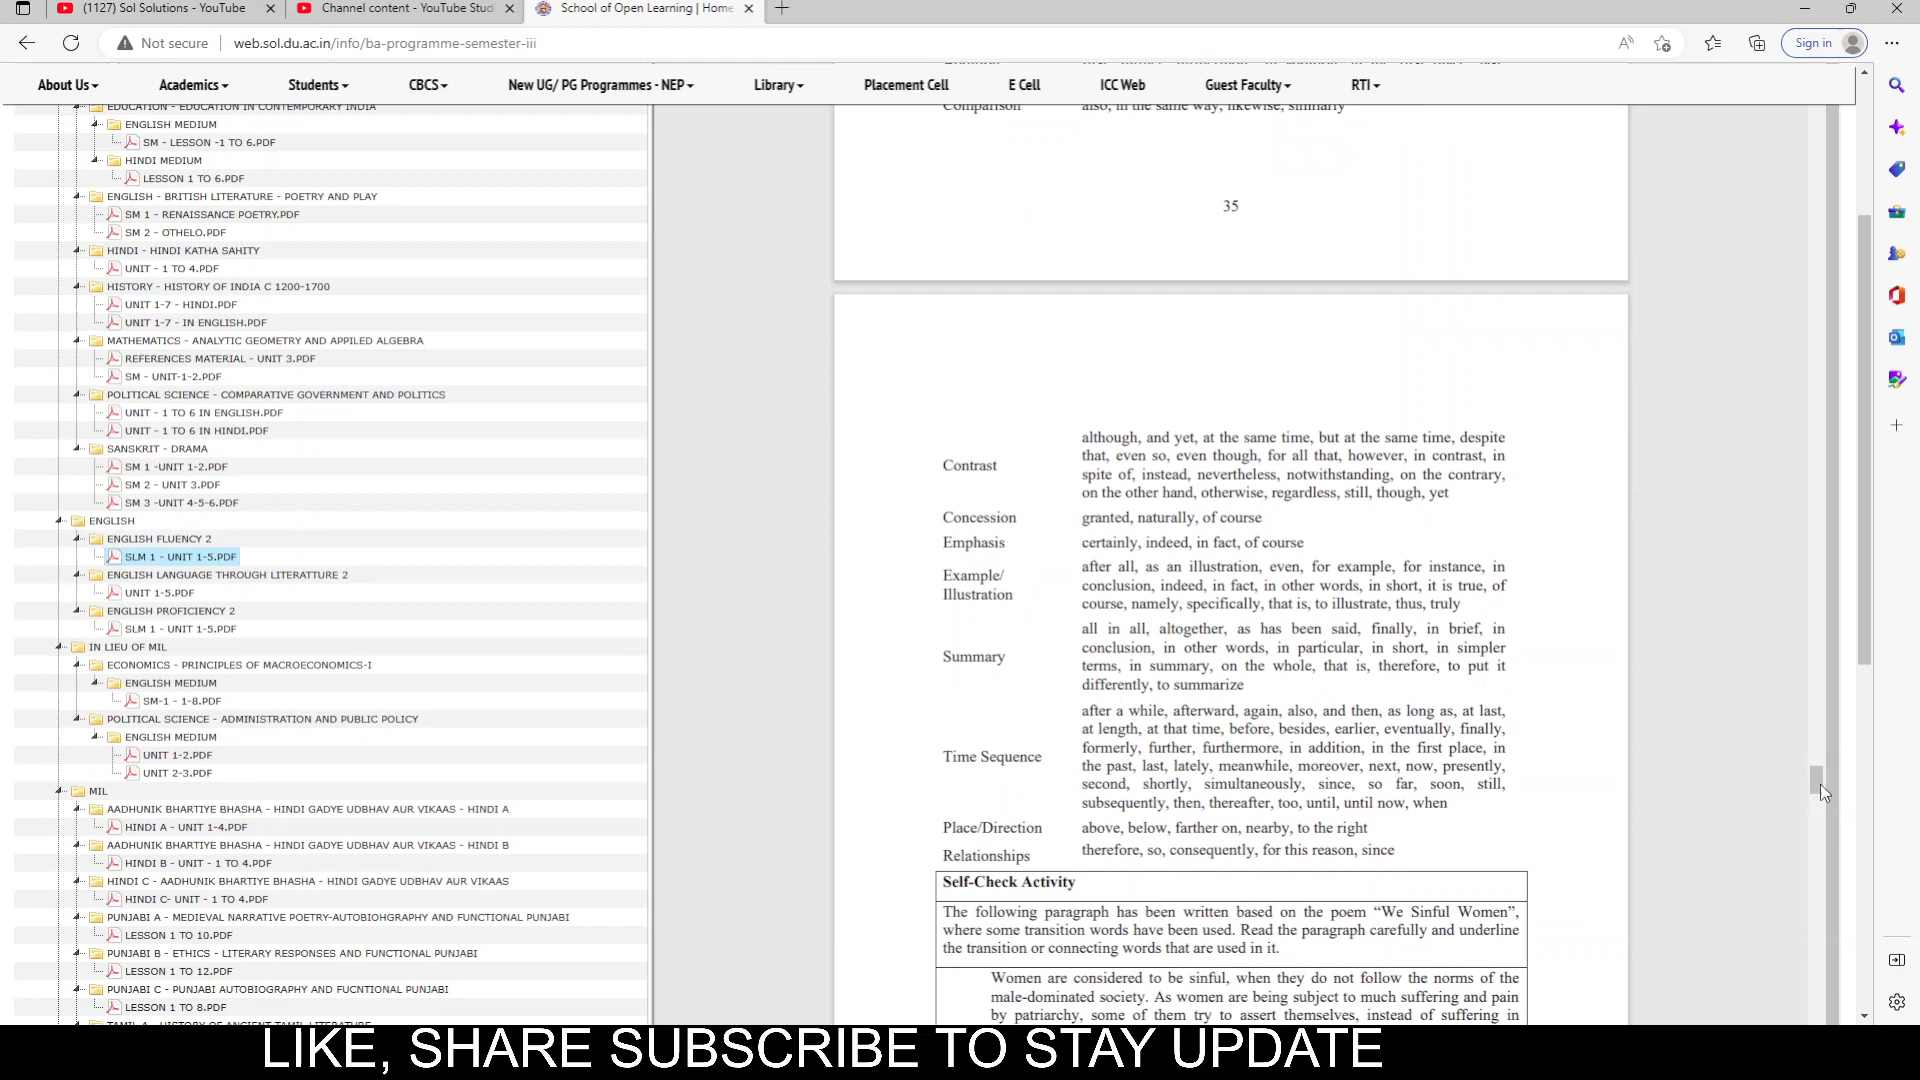 (1127) Sol Solutions - YouTube
Channel content - YouTube Stud
School of Open Learning | Home
Not secure
web.sol.du.ac.in/info/ba-programme-semester-iii
Sign in
About Us
Academics
Students
CBCS
New UG/ PG Programmes - NEP
Library
Placement Cell
E Cell
ICC Web
Guest Faculty
RTI
EDUCATION - EDUCATION IN CONTEMPORARY INDIA
ENGLISH MEDIUM
SM - LESSON -1 TO 6.PDF
HINDI MEDIUM
LESSON 1 TO 6.PDF
ENGLISH - BRITISH LITERATURE - POETRY AND PLAY
SM 1 - RENAISSANCE POETRY.PDF
SM 2 - OTHELO.PDF
HINDI - HINDI KATHA SAHITY
UNIT - 1 TO 4.PDF
HISTORY - HISTORY OF INDIA C 1200-1700
UNIT 1-7 - HINDI.PDF
UNIT 1-7 - IN ENGLISH.PDF
MATHEMATICS - ANALYTIC GEOMETRY AND APPILED ALGEBRA
REFERENCES MATERIAL - UNIT 3.PDF
SM - UNIT-1-2.PDF
POLITICAL SCIENCE - COMPARATIVE GOVERNMENT AND POLITICS
UNIT - 1 TO 6 IN ENGLISH.PDF
UNIT - 1 TO 6 IN HINDI.PDF
SANSKRIT - DRAMA
SM 1 -UNIT 1-2.PDF
SM 2 - UNIT 3.PDF
SM 3 -UNIT 4-5-6.PDF
ENGLISH
ENGLISH FLUENCY 2
SLM 1 - UNIT 1-5.PDF
ENGLISH LANGUAGE THROUGH LITERATTURE 2
UNIT 1-5.PDF
ENGLISH PROFICIENCY 2
SLM 1 - UNIT 1-5.PDF
IN LIEU OF MIL
ECONOMICS - PRINCIPLES OF MACROECONOMICS-I
ENGLISH MEDIUM
SM-1 - 1-8.PDF
POLITICAL SCIENCE - ADMINISTRATION AND PUBLIC POLICY
ENGLISH MEDIUM
UNIT 1-2.PDF
UNIT 2-3.PDF
MIL
AADHUNIK BHARTIYE BHASHA - HINDI GADYE UDBHAV AUR VIKAAS - HINDI A
HINDI A - UNIT 1-4.PDF
AADHUNIK BHARTIYE BHASHA - HINDI GADYE UDBHAV AUR VIKAAS - HINDI B
HINDI B - UNIT - 1 TO 4.PDF
HINDI C - AADHUNIK BHARTIYE BHASHA - HINDI GADYE UDBHAV AUR VIKAAS
HINDI C- UNIT - 1 TO 4.PDF
PUNJABI A - MEDIEVAL NARRATIVE POETRY-AUTOBIOHGRAPHY AND FUNCTIONAL PUNJABI
LESSON 1 TO 10.PDF
PUNJABI B - ETHICS - LITERARY RESPONSES AND FUNCTIONAL PUNJABI
LESSON 1 TO 12.PDF
PUNJABI C - PUNJABI AUTOBIOGRAPHY AND FUCNTIONAL PUNJABI
LESSON 1 TO 8.PDF
Comparison also, in the same way, likewise, similarly
35
although, and yet, at the same time, but at the same time, despite
that, even so, even though, for all that, however, in contrast, in
Contrast
spite of, instead, nevertheless, notwithstanding, on the contrary,
on the other hand, otherwise, regardless, still, though, yet
Concession granted, naturally, of course
Emphasis certainly, indeed, in fact, of course
after all, as an illustration, even, for example, for instance, in
Example/
conclusion, indeed, in fact, in other words, in short, it is true, of
Illustration
course, namely, specifically, that is, to illustrate, thus, truly
all in all, altogether, as has been said, finally, in brief, in
conclusion, in other words, in particular, in short, in simpler
Summary
terms, in summary, on the whole, that is, therefore, to put it
differently, to summarize
after a while, afterward, again, also, and then, as long as, at last,
at length, at that time, before, besides, earlier, eventually, finally,
formerly, further, furthermore, in addition, in the first place, in
Time Sequence
the past, last, lately, meanwhile, moreover, next, now, presently,
second, shortly, simultaneously, since, so far, soon, still,
subsequently, then, thereafter, too, until, until now, when
Place/Direction above, below, farther on, nearby, to the right
Relationships therefore, so, consequently, for this reason, since
Self-Check Activity
The following paragraph has been written based on the poem “We Sinful Women”,
where some transition words have been used. Read the paragraph carefully and underline
the transition or connecting words that are used in it.
Women are considered to be sinful, when they do not follow the norms of the
male-dominated society. As women are being subject to much suffering and pain
by patriarchy, some of them try to assert themselves, instead of suffering in
LIKE, SHARE SUBSCRIBE TO STAY UPDATE